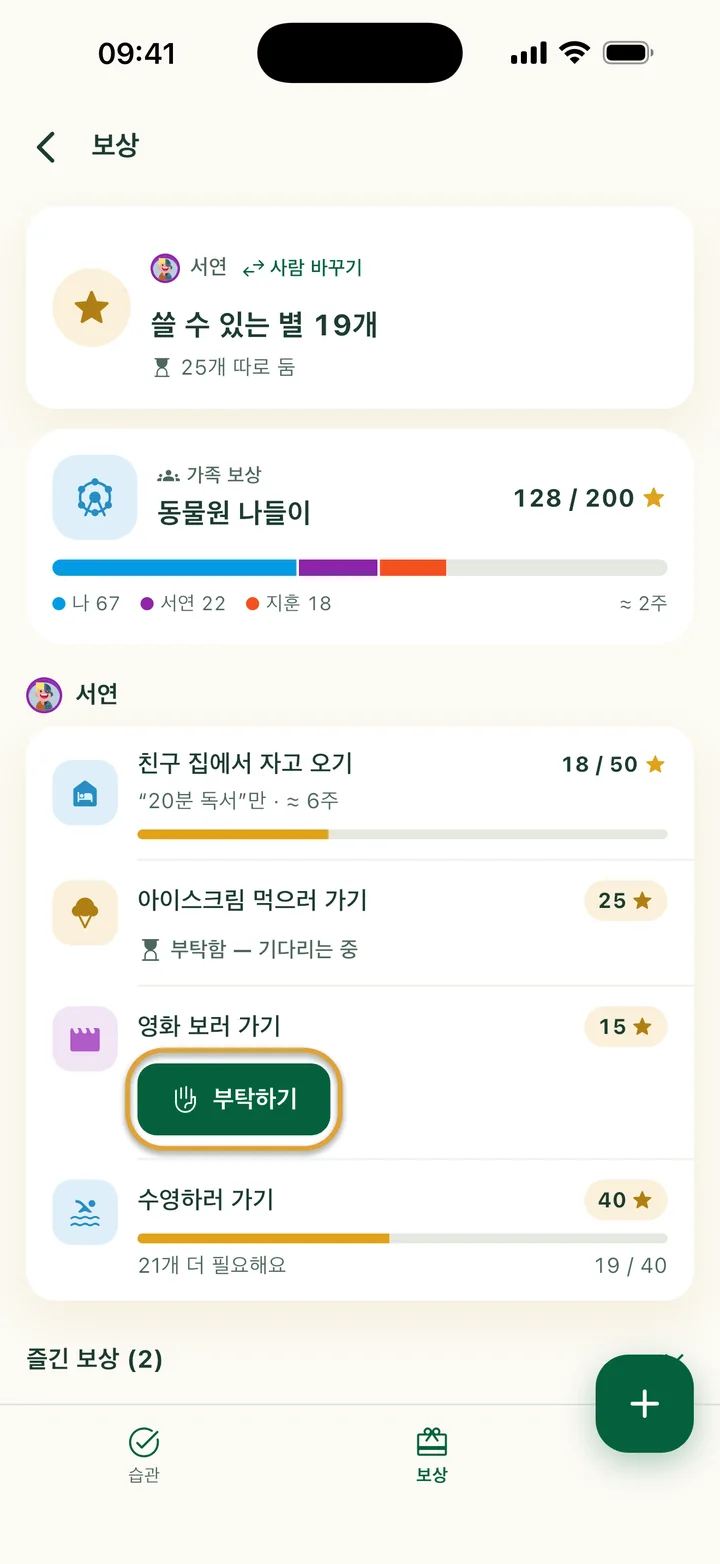 09:41
보상
서연 사람 바꾸기
쓸 수 있는 별 19개
25개 따로 둠
가족 보상
동물원 나들이
128 / 200
나 67 서연 22 지훈 18 ≈ 2주
서연
친구 집에서 자고 오기 18 / 50
“20분 독서”만 · ≈ 6주
아이스크림 먹으러 가기 25
부탁함 — 기다리는 중
영화 보러 가기 15
부탁하기
수영하러 가기 40
21개 더 필요해요 19 / 40
즐긴 보상 (2)
습관 보상